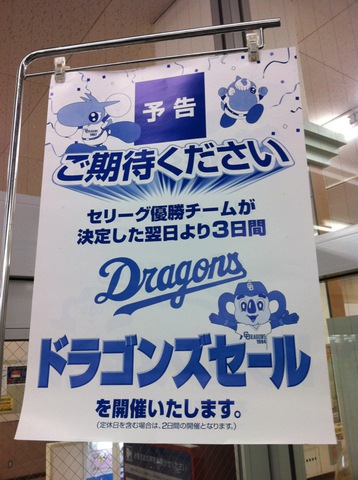 予告
ご期待ください
セリーグ優勝チームが
決定した翌日より3日間
Dragons
ドラゴンズセール
を開催いたします。
(定休日を含む場合は、2日間の開催となります。)